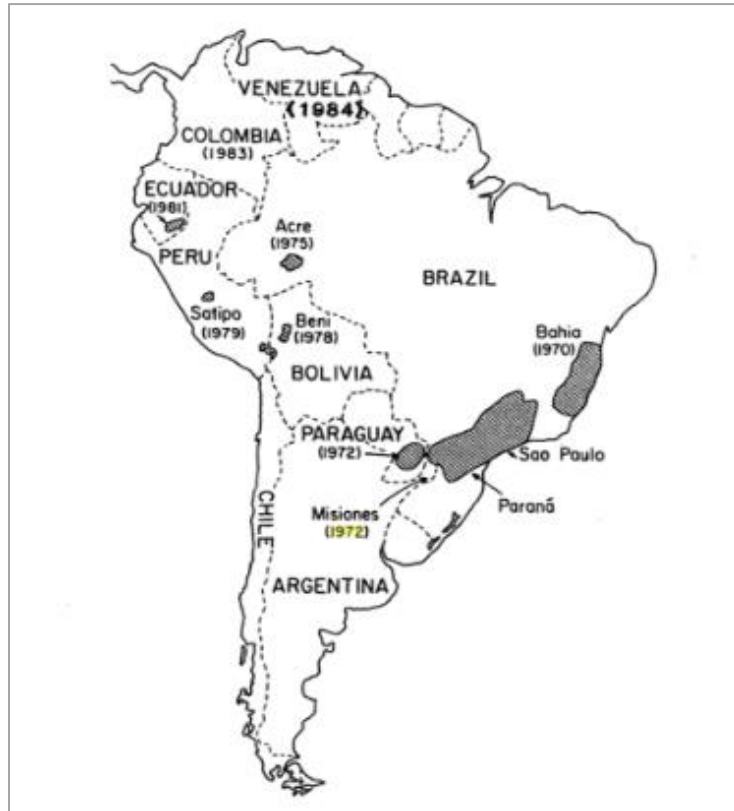 VENEZUELA
(1984)
COLOMBIA
(1983)
ECUADOR
(1981)
PERU
Acre
(1975)
BRAZIL
Satipo
(1979)
Beni
(1978)
BOLIVIA
Bahia
(1970)
PARAGUAY
(1972)
Sao Paulo
Paraná
Misiones
(1972)
CHILE
ARGENTINA